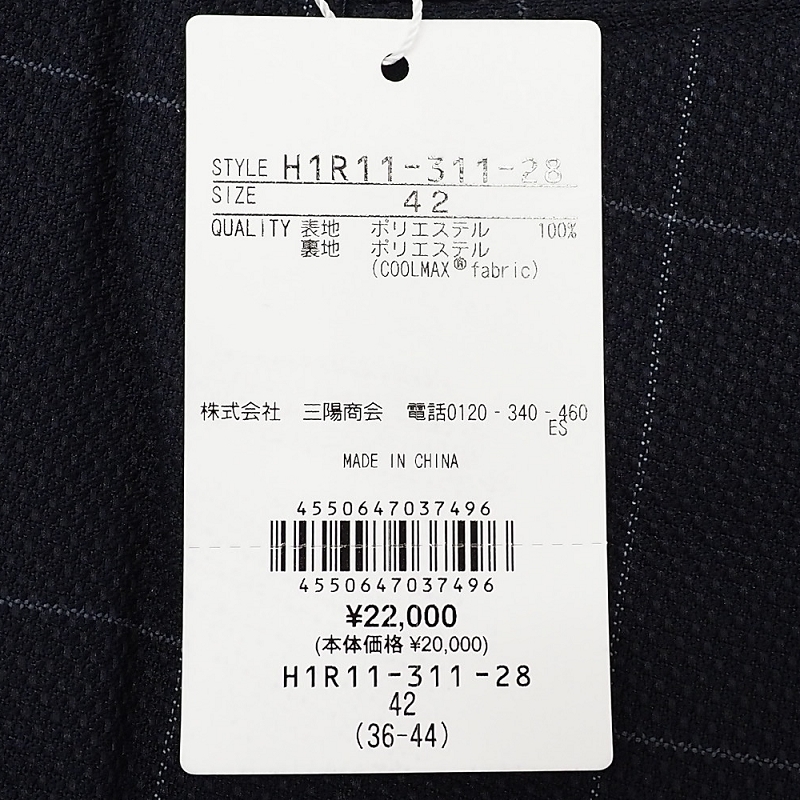 STYLE H1R11-311-28
SIZE 42
QUALITY 表地 ポリエステル 100%
裏地 ポリエステル
(COOLMAX® fabric)
株式会社 三陽商会 電話0120-340-460
ES
MADE IN CHINA
4550647037496
4550647037496
¥22,000
(本体価格 ¥20,000)
H1R11-311-28
42
(36-44)